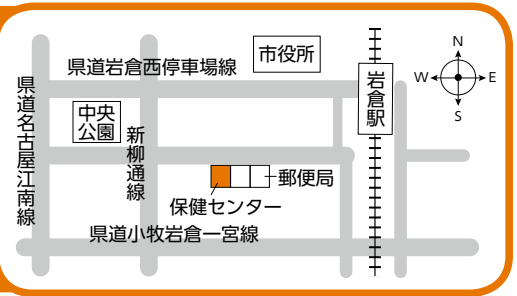 市役所
県道岩倉西停車場線
N
W
E
S
岩倉駅
県道名古屋江南線
中央
公園
新柳通線
郵便局
保健センター
県道小牧岩倉一宮線